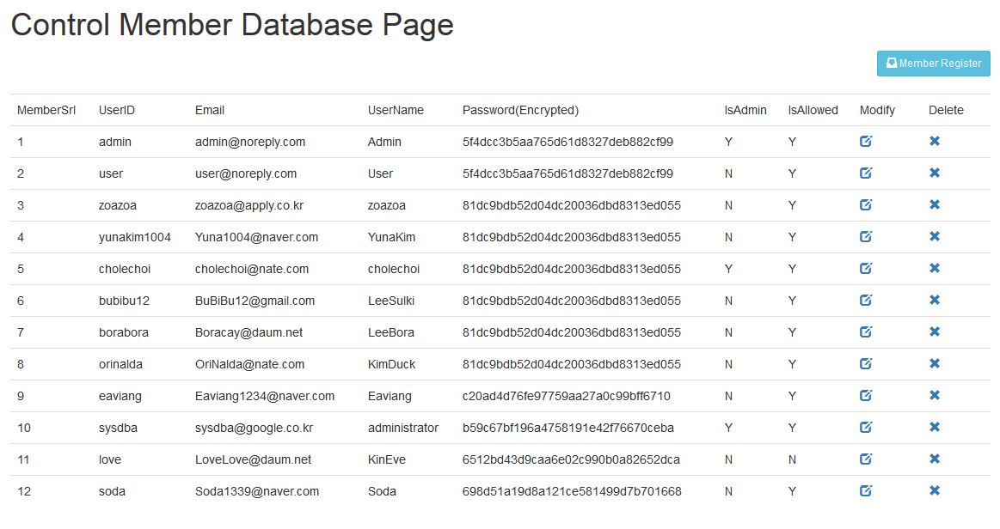 Control Member Database Page
Member Register
MemberSrl UserID Email UserName Password(Encrypted) IsAdmin IsAllowed Modify Delete
1 admin admin@noreply.com Admin 5f4dcc3b5aa765d61d8327deb882cf99 Y Y
2 user user@noreply.com User 5f4dcc3b5aa765d61d8327deb882cf99 N Y
3 zoazoa zoazoa@apply.co.kr zoazoa 81dc9bdb52d04dc20036dbd8313ed055 N Y
4 yunakim1004 Yuna1004@naver.com YunaKim 81dc9bdb52d04dc20036dbd8313ed055 N Y
5 cholechoi cholechoi@nate.com cholechoi 81dc9bdb52d04dc20036dbd8313ed055 Y Y
6 bubibu12 BuBiBu12@gmail.com LeeSulki 81dc9bdb52d04dc20036dbd8313ed055 N Y
7 borabora Boracay@daum.net LeeBora 81dc9bdb52d04dc20036dbd8313ed055 N Y
8 orinalda OriNalda@nate.com KimDuck 81dc9bdb52d04dc20036dbd8313ed055 N Y
9 eaviang Eaviang1234@naver.com Eaviang c20ad4d76fe97759aa27a0c99bff6710 N Y
10 sysdba sysdba@google.co.kr administrator b59c67bf196a4758191e42f76670ceba Y Y
11 love LoveLove@daum.net KinEve 6512bd43d9caa6e02c990b0a82652dca N N
12 soda Soda1339@naver.com Soda 698d51a19d8a121ce581499d7b701668 N Y